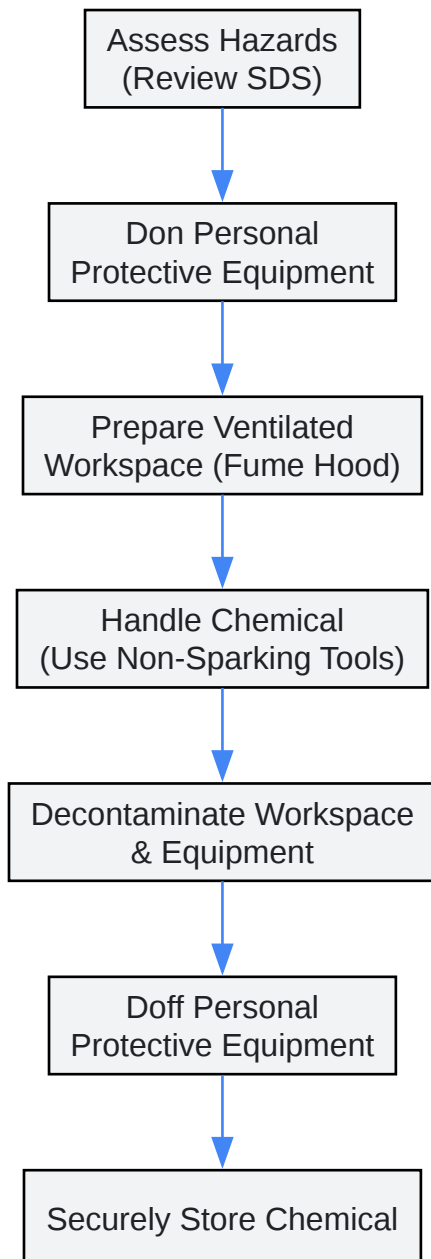 Assess Hazards
(Review SDS)
Don Personal
Protective Equipment
Prepare Ventilated
Workspace (Fume Hood)
Handle Chemical
(Use Non-Sparking Tools)
Decontaminate Workspace
& Equipment
Doff Personal
Protective Equipment
Securely Store Chemical